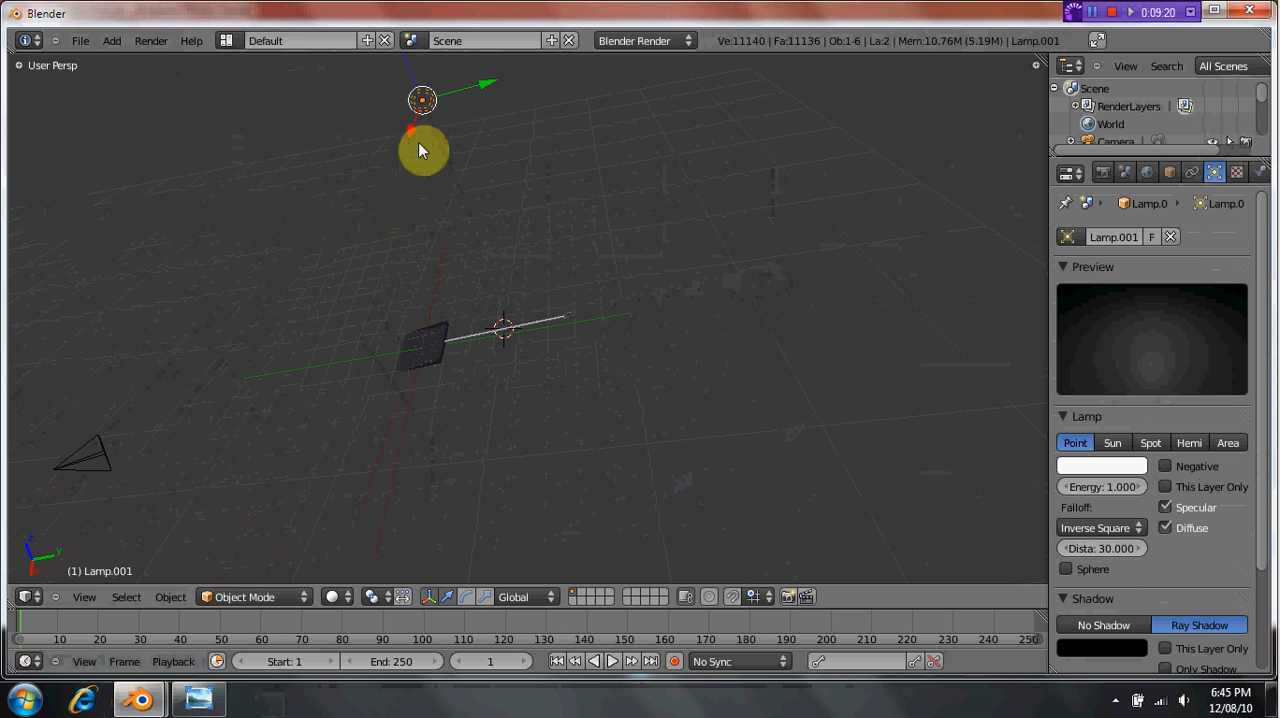 Blender
00:09:20
File Add Render Help Default Scene Blender Render Ve:11140 | Fa:11136 | Ob:1-6 | La:2 | Mem:10.76M (5.19M) | Lamp.001
User Persp
View Search All Scenes
Scene
RenderLayers
World
Camera
Lamp.0 Lamp.0
Lamp.001 F
Preview
Lamp
Point Sun Spot Hemi Area
Negative
Energy: 1.000 This Layer Only
Falloff: Specular
Inverse Square Diffuse
Dista: 30.000
Sphere
Shadow
No Shadow Ray Shadow
This Layer Only
Only Shadow
z
y
(1) Lamp.001
View Select Object Object Mode Global
0 10 20 30 40 50 60 70 80 90 100 110 120 130 140 150 160 170 180 190 200 210 220 230 240 250
View Frame Playback Start: 1 End: 250 1 No Sync
6:45 PM
12/08/10